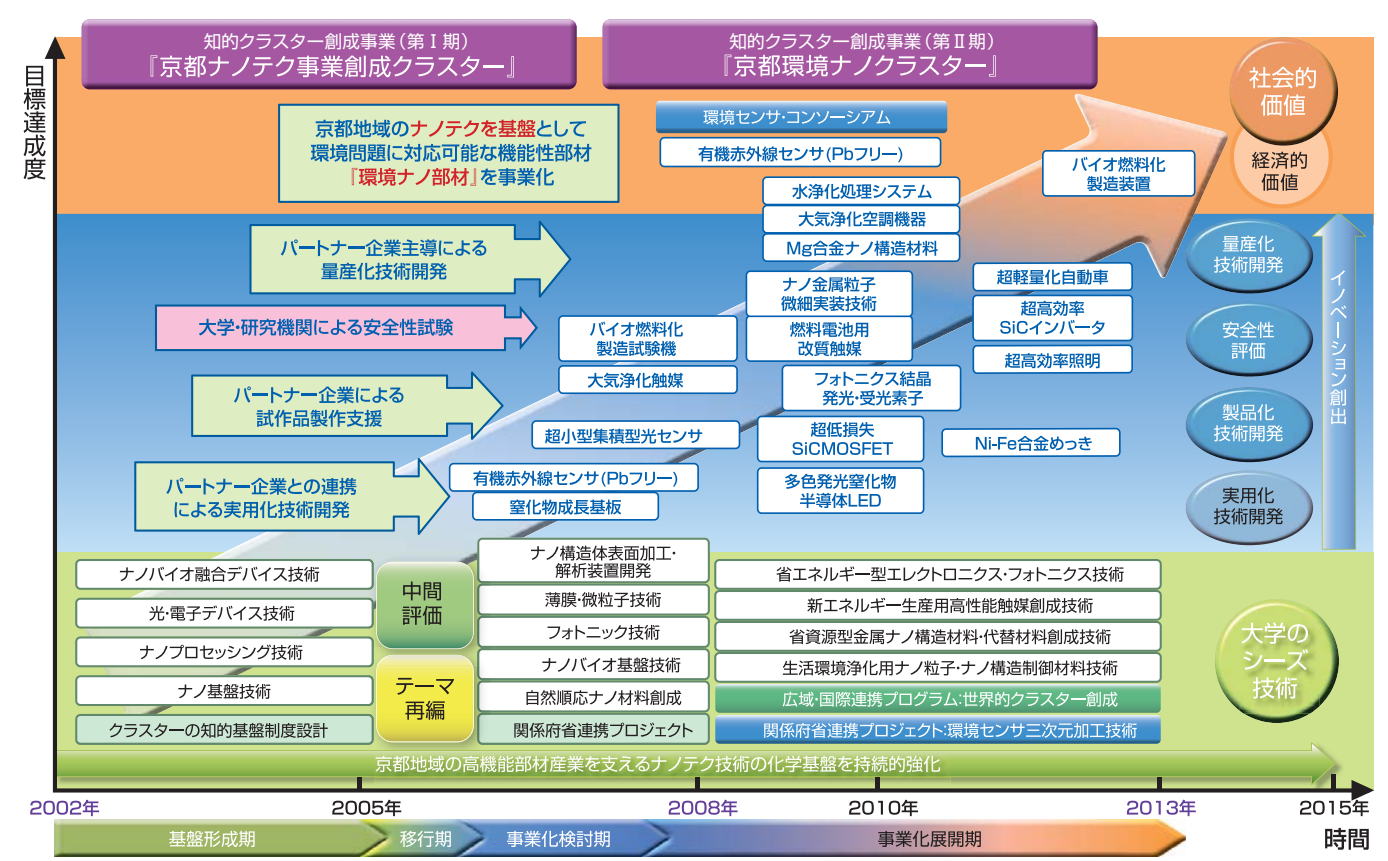 知的クラスター創成事業(第Ⅰ期)
『京都ナノテク事業創成クラスター』
知的クラスター創成事業(第Ⅱ期)
『京都環境ナノクラスター』
目標達成度
社会的
価値
経済的
価値
京都地域のナノテクを基盤として
環境問題に対応可能な機能性部材
『環境ナノ部材』を事業化
環境センサ・コンソーシアム
有機赤外線センサ(Pbフリー)
バイオ燃料化
製造装置
水浄化処理システム
大気浄化空調機器
Mg合金ナノ構造材料
パートナー企業主導による
量産化技術開発
大学・研究機関による安全性試験
パートナー企業による
試作品製作支援
パートナー企業との連携
による実用化技術開発
ナノ金属粒子
微細実装技術
バイオ燃料化
製造試験機
燃料電池用
改質触媒
大気浄化触媒
フォトニクス結晶
発光・受光素子
超小型集積型光センサ
超低損失
SiCMOSFET
有機赤外線センサ(Pbフリー)
窒化物成長基板
多色発光窒化物
半導体LED
超軽量化自動車
超高効率
SiCインバータ
超高効率照明
Ni-Fe合金めっき
量産化
技術開発
安全性
評価
製品化
技術開発
実用化
技術開発
イノベーション創出
ナノバイオ融合デバイス技術
光・電子デバイス技術
ナノプロセッシング技術
ナノ基盤技術
クラスターの知的基盤制度設計
中間
評価
テーマ
再編
ナノ構造体表面加工・
解析装置開発
薄膜・微粒子技術
フォトニック技術
ナノバイオ基盤技術
自然順応ナノ材料創成
関係府省連携プロジェクト
省エネルギー型エレクトロニクス・フォトニクス技術
新エネルギー生産用高性能触媒創成技術
省資源型金属ナノ構造材料・代替材料創成技術
生活環境浄化用ナノ粒子・ナノ構造制御材料技術
広域・国際連携プログラム:世界的クラスター創成
関係府省連携プロジェクト:環境センサ三次元加工技術
大学の
シーズ
技術
京都地域の高機能部材産業を支えるナノテク技術の化学基盤を持続的強化
2002年
2005年
2008年
2010年
2013年
2015年
基盤形成期
移行期
事業化検討期
事業化展開期
時間